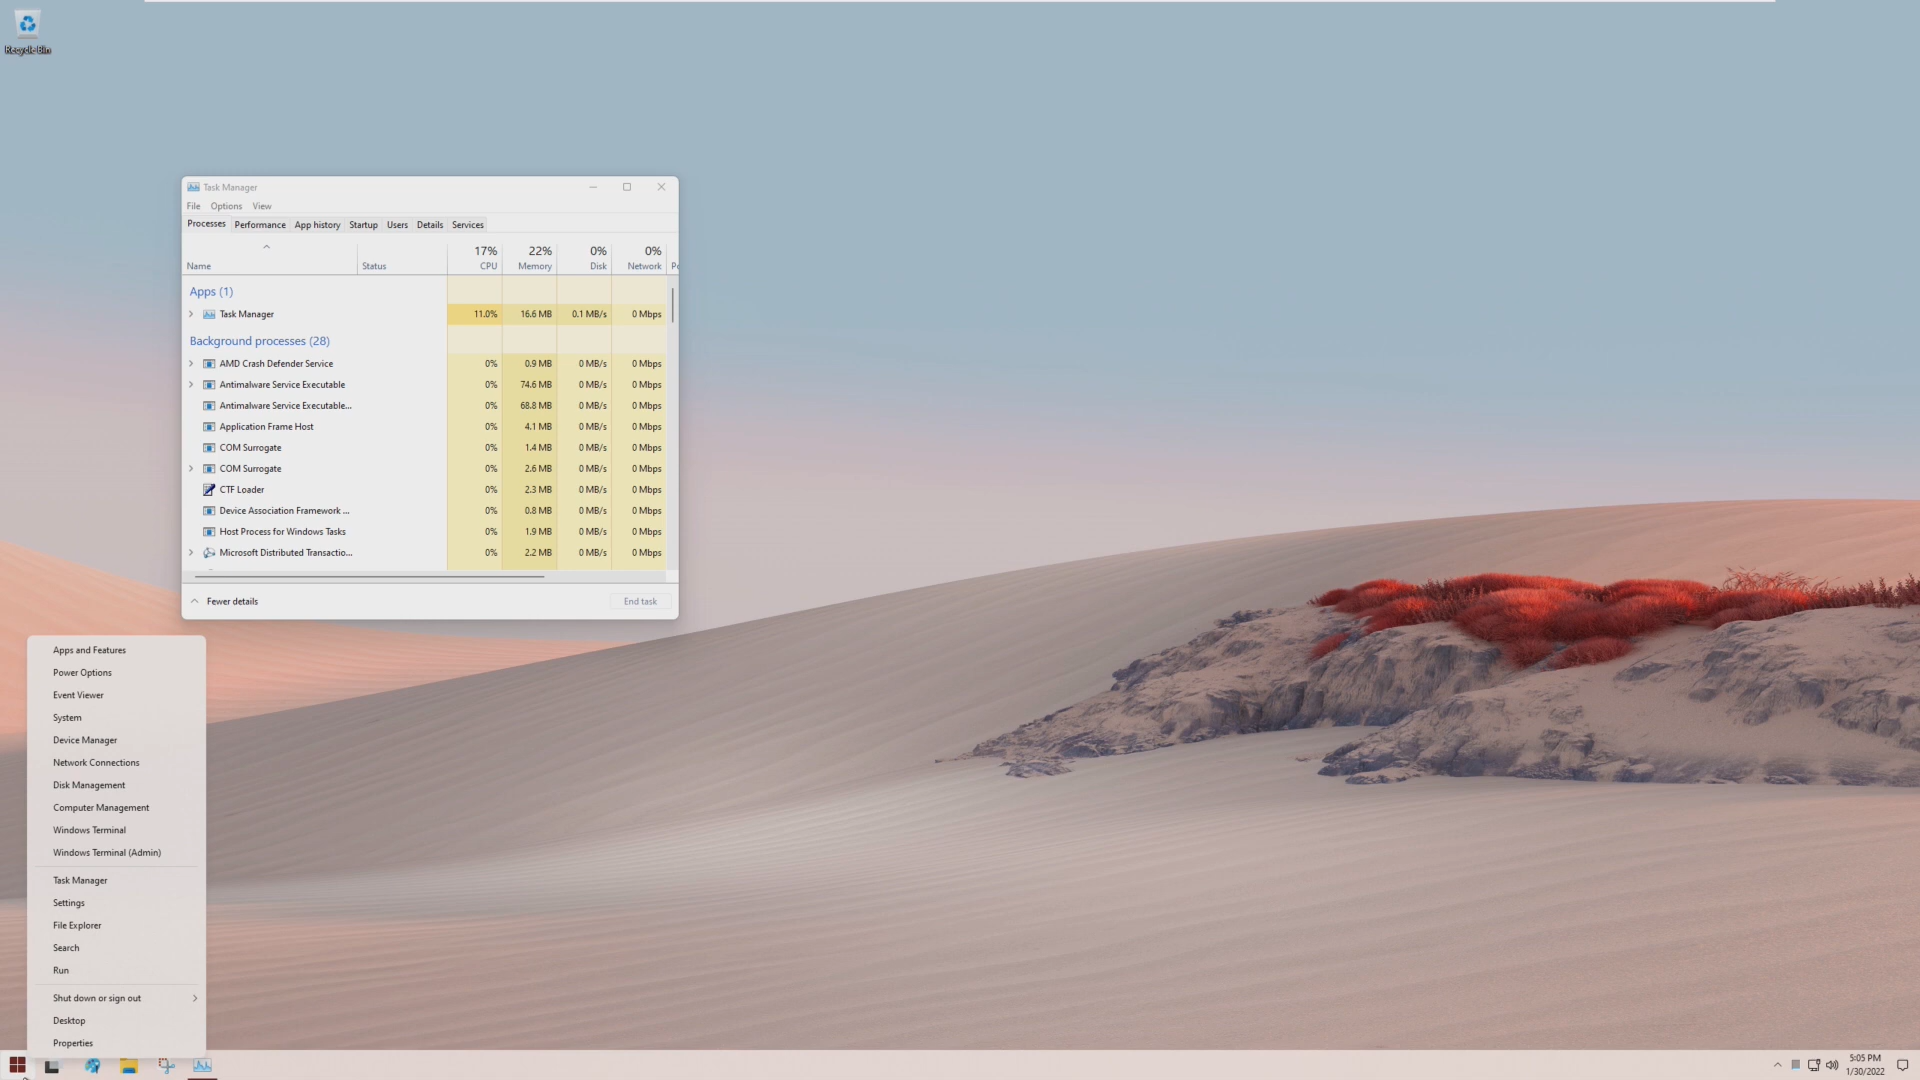 Recycle Bin
Task Manager
File Options View
Processes Performance App history Startup Users Details Services
17% 22% 0% 0%
Name Status CPU Memory Disk Network Po
Apps (1)
Task Manager 11.0% 16.6 MB 0.1 MB/s 0 Mbps
Background processes (28)
AMD Crash Defender Service 0% 0.9 MB 0 MB/s 0 Mbps
Antimalware Service Executable 0% 74.6 MB 0 MB/s 0 Mbps
Antimalware Service Executable... 0% 68.8 MB 0 MB/s 0 Mbps
Application Frame Host 0% 4.1 MB 0 MB/s 0 Mbps
COM Surrogate 0% 1.4 MB 0 MB/s 0 Mbps
COM Surrogate 0% 2.6 MB 0 MB/s 0 Mbps
CTF Loader 0% 2.3 MB 0 MB/s 0 Mbps
Device Association Framework ... 0% 0.8 MB 0 MB/s 0 Mbps
Host Process for Windows Tasks 0% 1.9 MB 0 MB/s 0 Mbps
Microsoft Distributed Transactio... 0% 2.2 MB 0 MB/s 0 Mbps
Fewer details End task
Apps and Features
Power Options
Event Viewer
System
Device Manager
Network Connections
Disk Management
Computer Management
Windows Terminal
Windows Terminal (Admin)
Task Manager
Settings
File Explorer
Search
Run
Shut down or sign out
Desktop
Properties
5:05 PM
1/30/2022